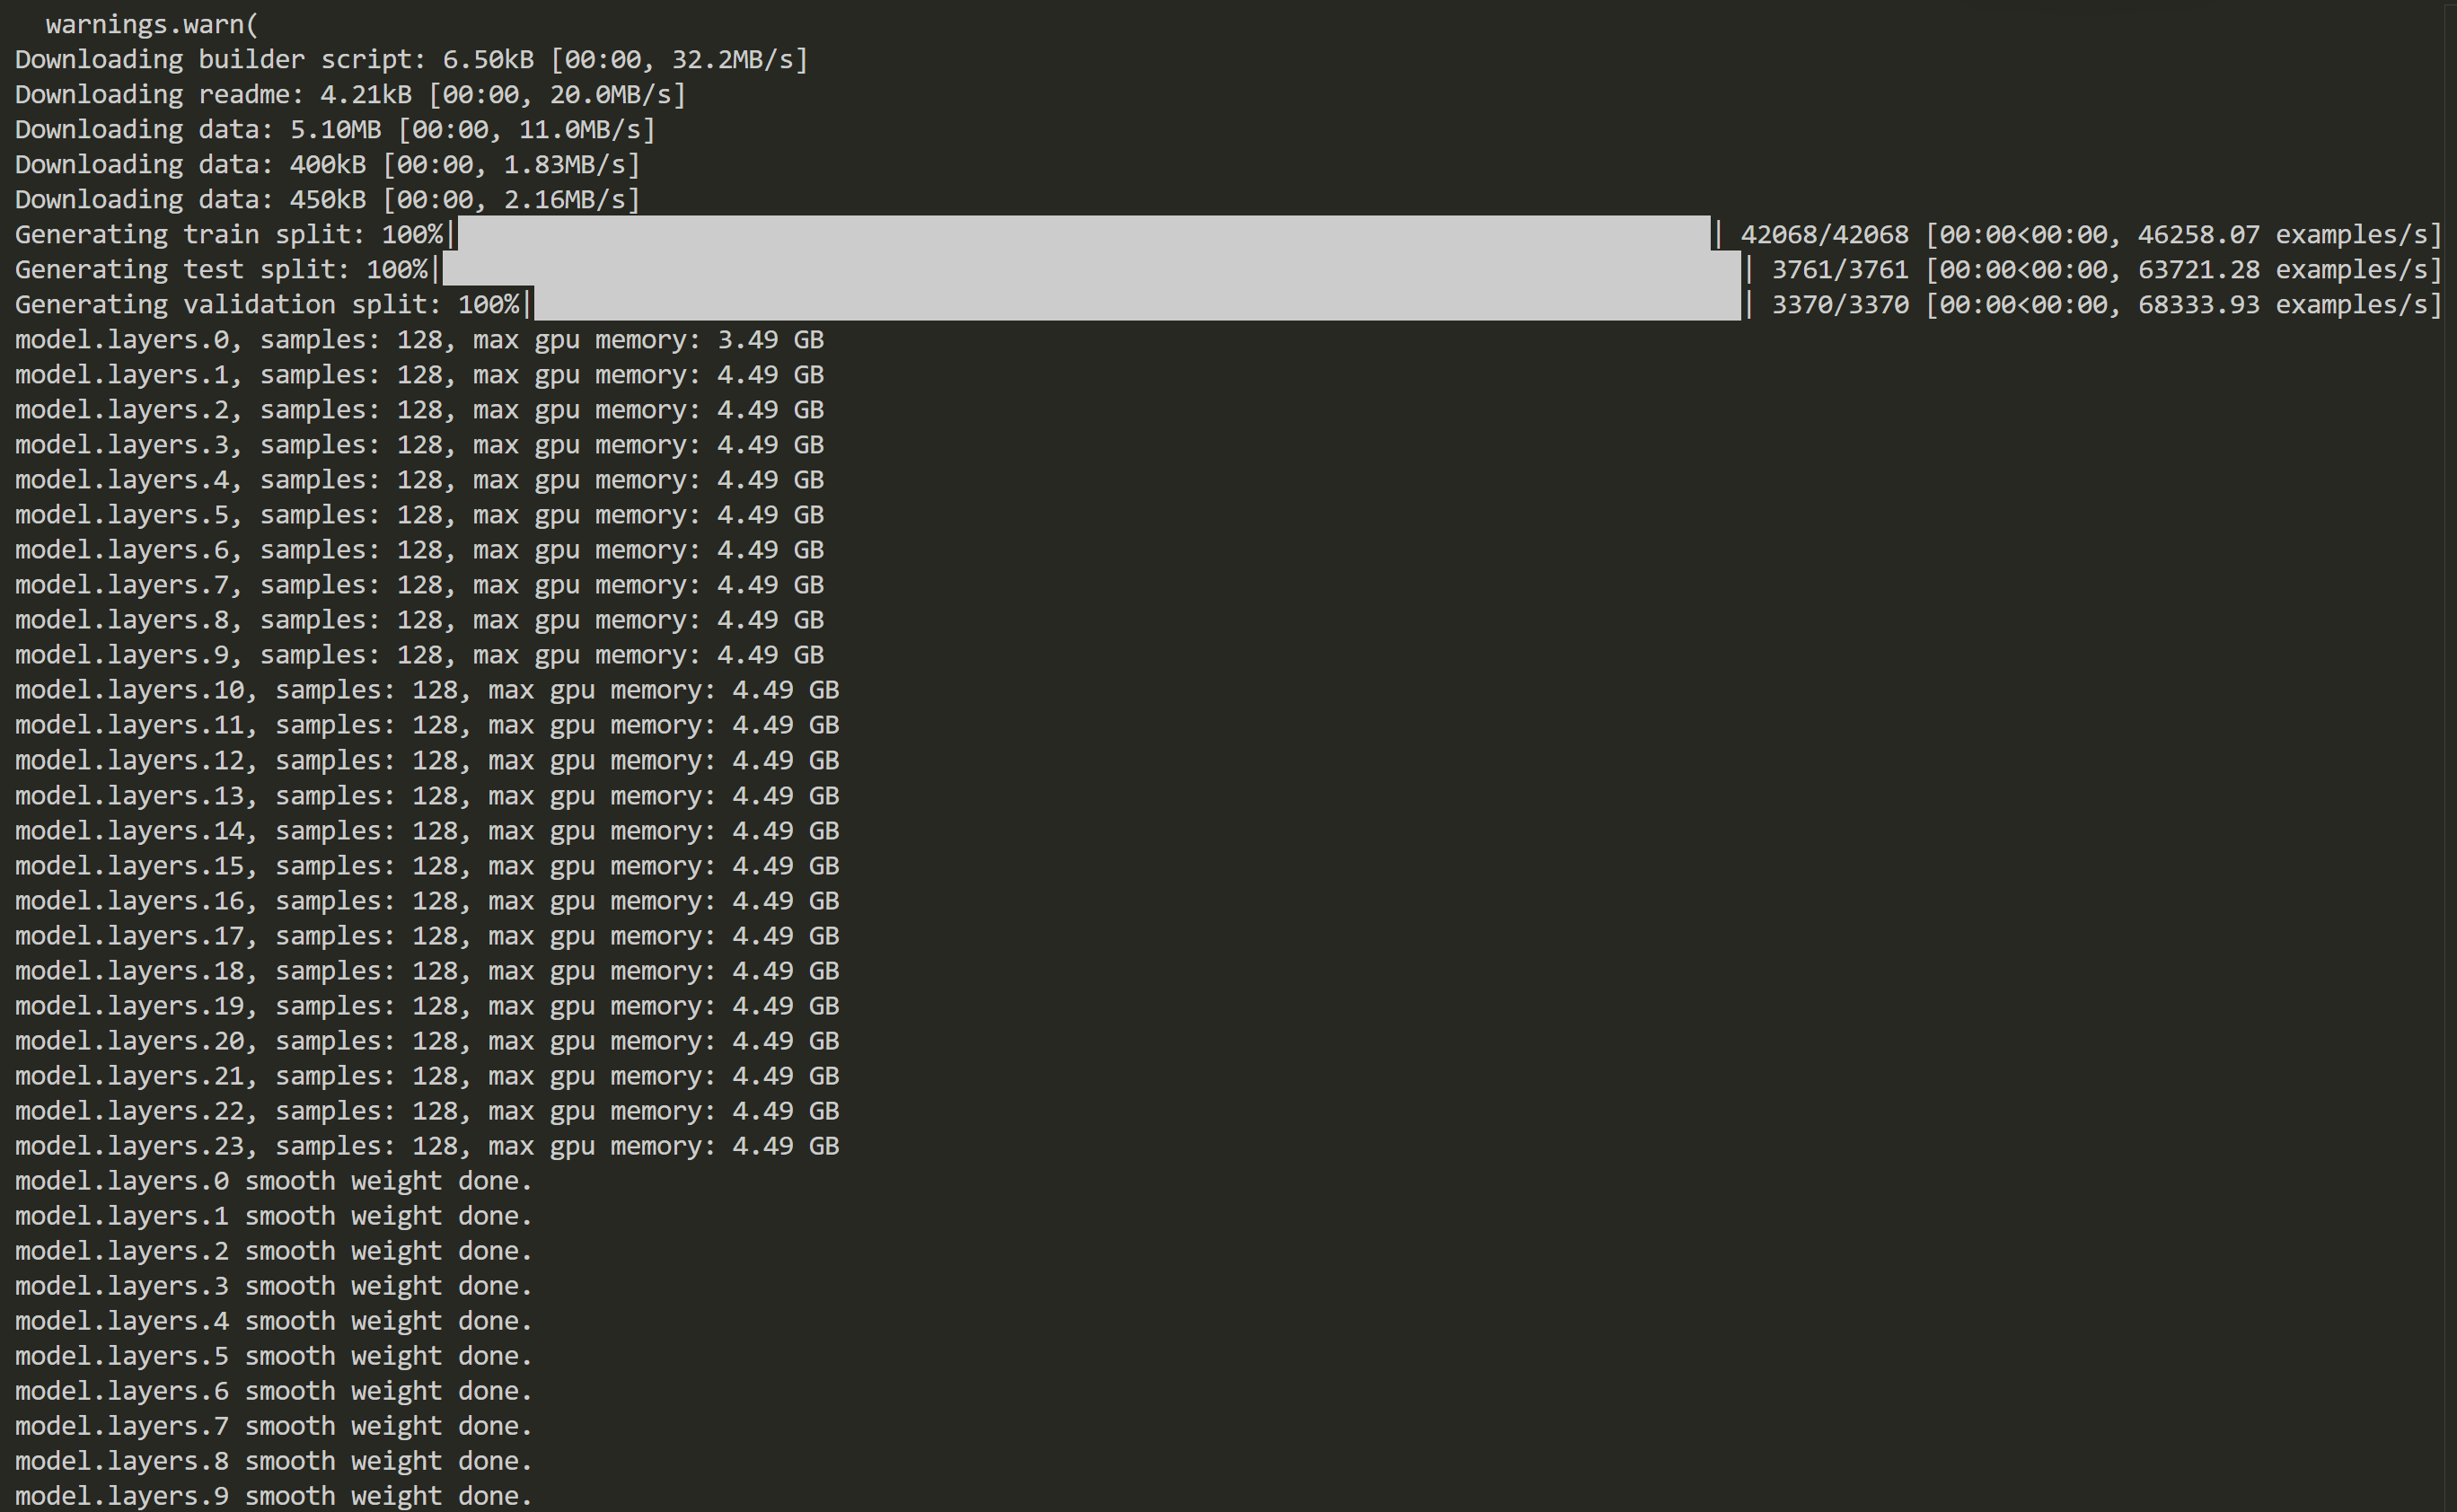 warnings.warn(
Downloading builder script: 6.50kB [00:00, 32.2MB/s]
Downloading readme: 4.21kB [00:00, 20.0MB/s]
Downloading data: 5.10MB [00:00, 11.0MB/s]
Downloading data: 400kB [00:00, 1.83MB/s]
Downloading data: 450kB [00:00, 2.16MB/s]
Generating train split: 100%| | 42068/42068 [00:00<00:00, 46258.07 examples/s]
Generating test split: 100%| | 3761/3761 [00:00<00:00, 63721.28 examples/s]
Generating validation split: 100%| | 3370/3370 [00:00<00:00, 68333.93 examples/s]
model.layers.0, samples: 128, max gpu memory: 3.49 GB
model.layers.1, samples: 128, max gpu memory: 4.49 GB
model.layers.2, samples: 128, max gpu memory: 4.49 GB
model.layers.3, samples: 128, max gpu memory: 4.49 GB
model.layers.4, samples: 128, max gpu memory: 4.49 GB
model.layers.5, samples: 128, max gpu memory: 4.49 GB
model.layers.6, samples: 128, max gpu memory: 4.49 GB
model.layers.7, samples: 128, max gpu memory: 4.49 GB
model.layers.8, samples: 128, max gpu memory: 4.49 GB
model.layers.9, samples: 128, max gpu memory: 4.49 GB
model.layers.10, samples: 128, max gpu memory: 4.49 GB
model.layers.11, samples: 128, max gpu memory: 4.49 GB
model.layers.12, samples: 128, max gpu memory: 4.49 GB
model.layers.13, samples: 128, max gpu memory: 4.49 GB
model.layers.14, samples: 128, max gpu memory: 4.49 GB
model.layers.15, samples: 128, max gpu memory: 4.49 GB
model.layers.16, samples: 128, max gpu memory: 4.49 GB
model.layers.17, samples: 128, max gpu memory: 4.49 GB
model.layers.18, samples: 128, max gpu memory: 4.49 GB
model.layers.19, samples: 128, max gpu memory: 4.49 GB
model.layers.20, samples: 128, max gpu memory: 4.49 GB
model.layers.21, samples: 128, max gpu memory: 4.49 GB
model.layers.22, samples: 128, max gpu memory: 4.49 GB
model.layers.23, samples: 128, max gpu memory: 4.49 GB
model.layers.0 smooth weight done.
model.layers.1 smooth weight done.
model.layers.2 smooth weight done.
model.layers.3 smooth weight done.
model.layers.4 smooth weight done.
model.layers.5 smooth weight done.
model.layers.6 smooth weight done.
model.layers.7 smooth weight done.
model.layers.8 smooth weight done.
model.layers.9 smooth weight done.